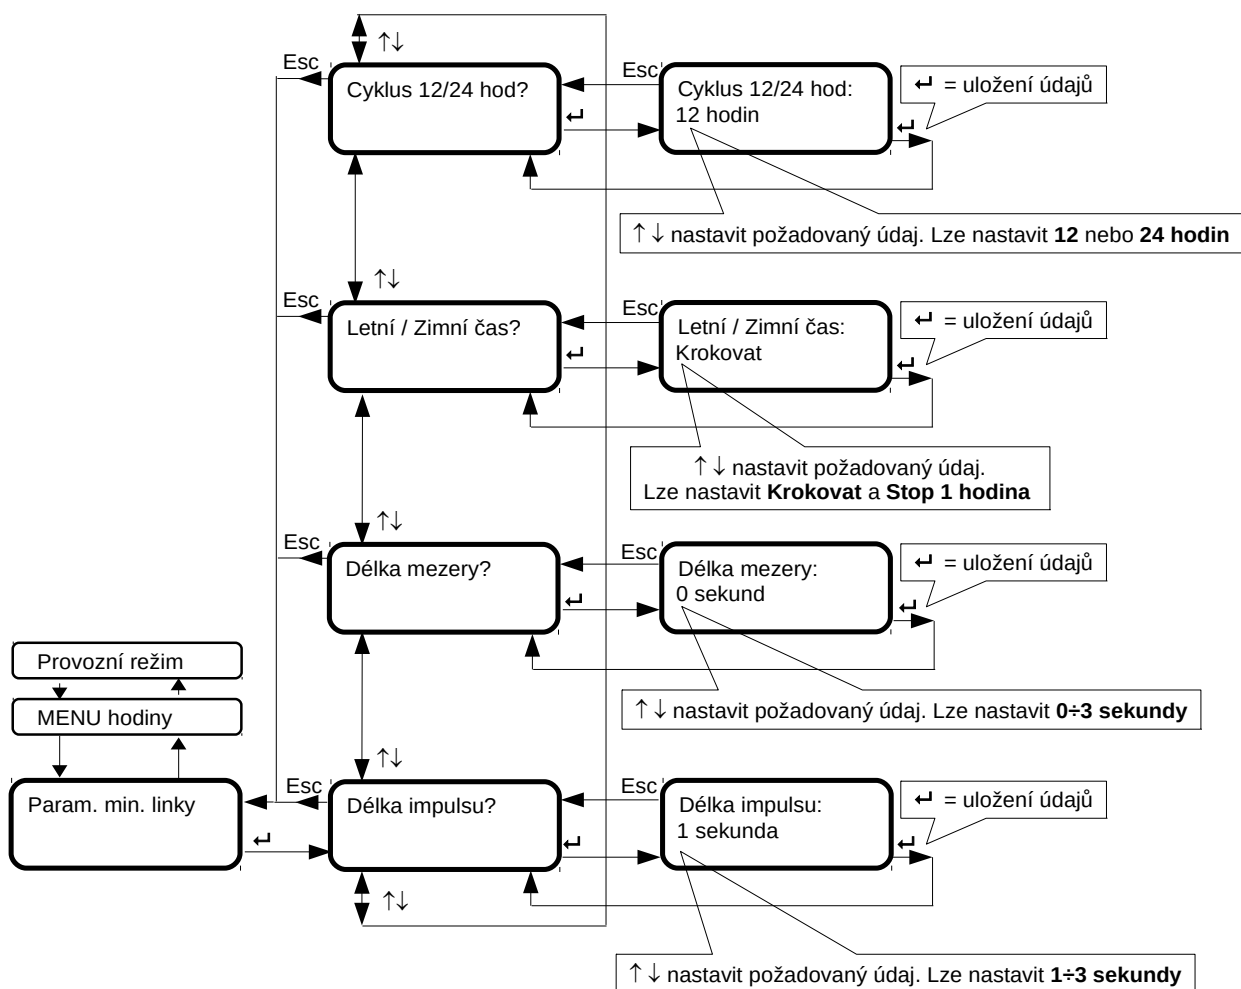 ↑↓
Esc
Esc
Cyklus 12/24 hod?
Cyklus 12/24 hod:
12 hodin
↵ = uložení údajů
↵
↵
↑↓ nastavit požadovaný údaj. Lze nastavit 12 nebo 24 hodin
↑↓
Esc
Esc
Letní / Zimní čas?
Letní / Zimní čas:
Krokovat
↵ = uložení údajů
↵
↵
↑↓ nastavit požadovaný údaj.
Lze nastavit Krokovat a Stop 1 hodina
↑↓
Esc
Esc
Délka mezery?
Délka mezery:
0 sekund
↵ = uložení údajů
↵
↵
↑↓ nastavit požadovaný údaj. Lze nastavit 0÷3 sekundy
Provozní režim
MENU hodiny
Param. min. linky
↵
↑↓
Esc
Esc
Délka impulsu?
Délka impulsu:
1 sekunda
↵ = uložení údajů
↵
↵
↑↓
↑↓ nastavit požadovaný údaj. Lze nastavit 1÷3 sekundy